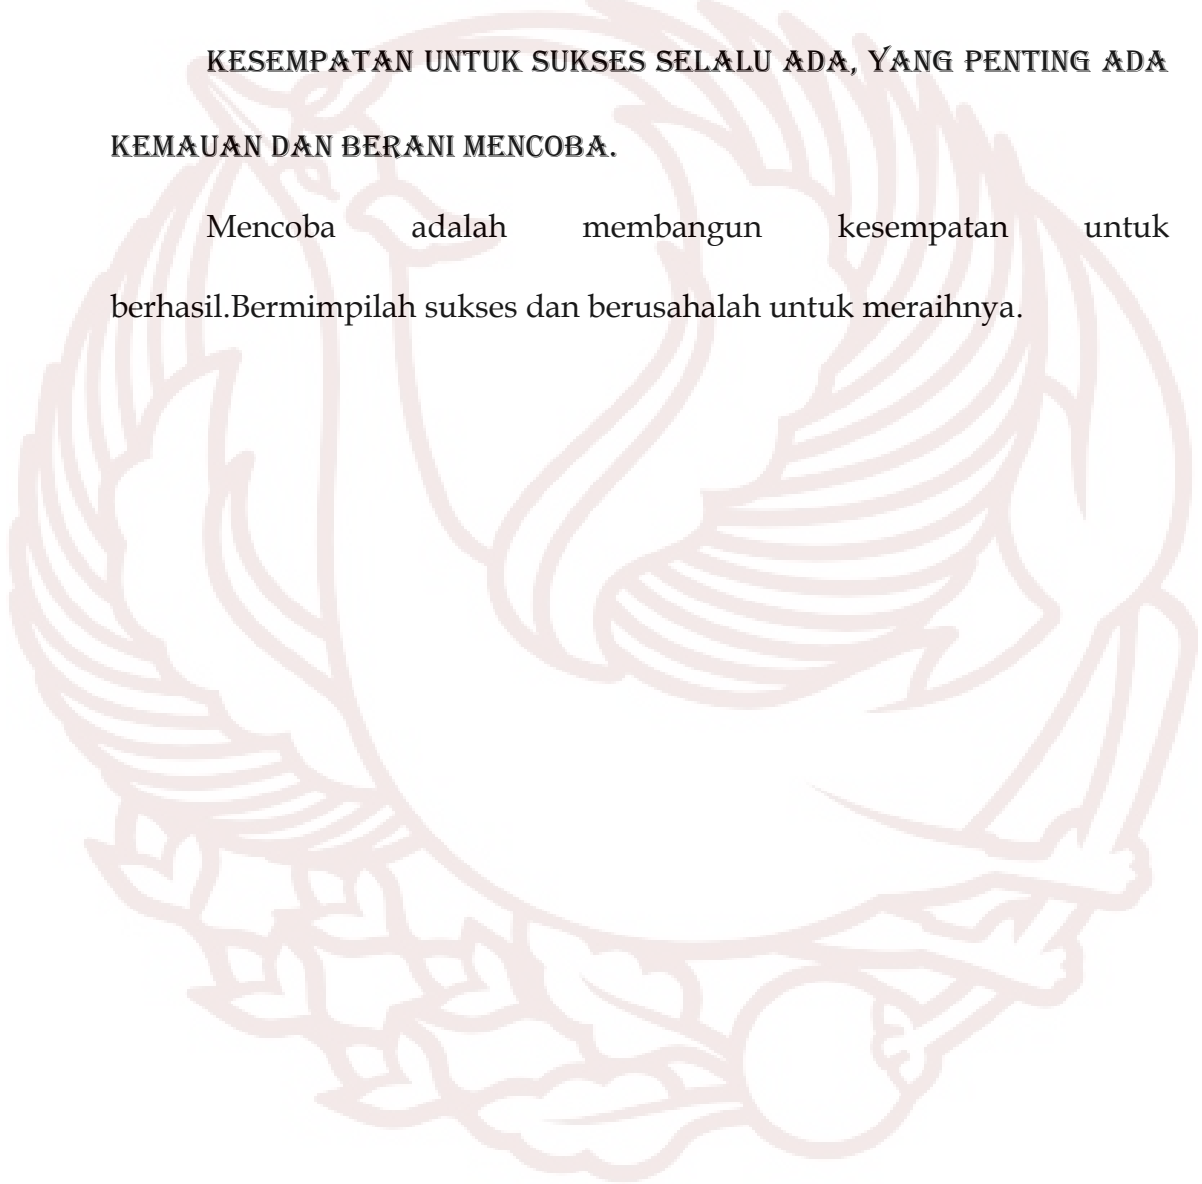 KESEMPATAN UNTUK SUKSES SELALU ADA, YANG PENTING ADA
KEMAUAN DAN BERANI MENCOBA.
Mencoba adalah membangun kesempatan untuk
berhasil.Bermimpilah sukses dan berusahalah untuk meraihnya.